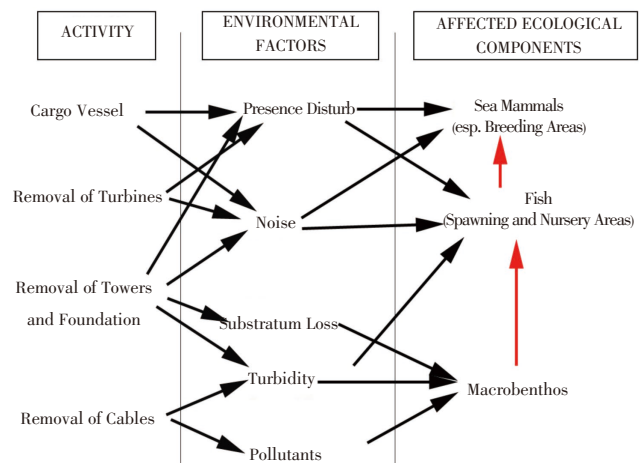 ACTIVITY
ENVIRONMENTAL
FACTORS
AFFECTED ECOLOGICAL
COMPONENTS
Cargo Vessel
Removal of Turbines
Removal of Towers
and Foundation
Removal of Cables
Presence Disturb
Noise
Substratum Loss
Turbidity
Pollutants
Sea Mammals
(esp. Breeding Areas)
Fish
(Spawning and Nursery Areas)
Macrobenthos